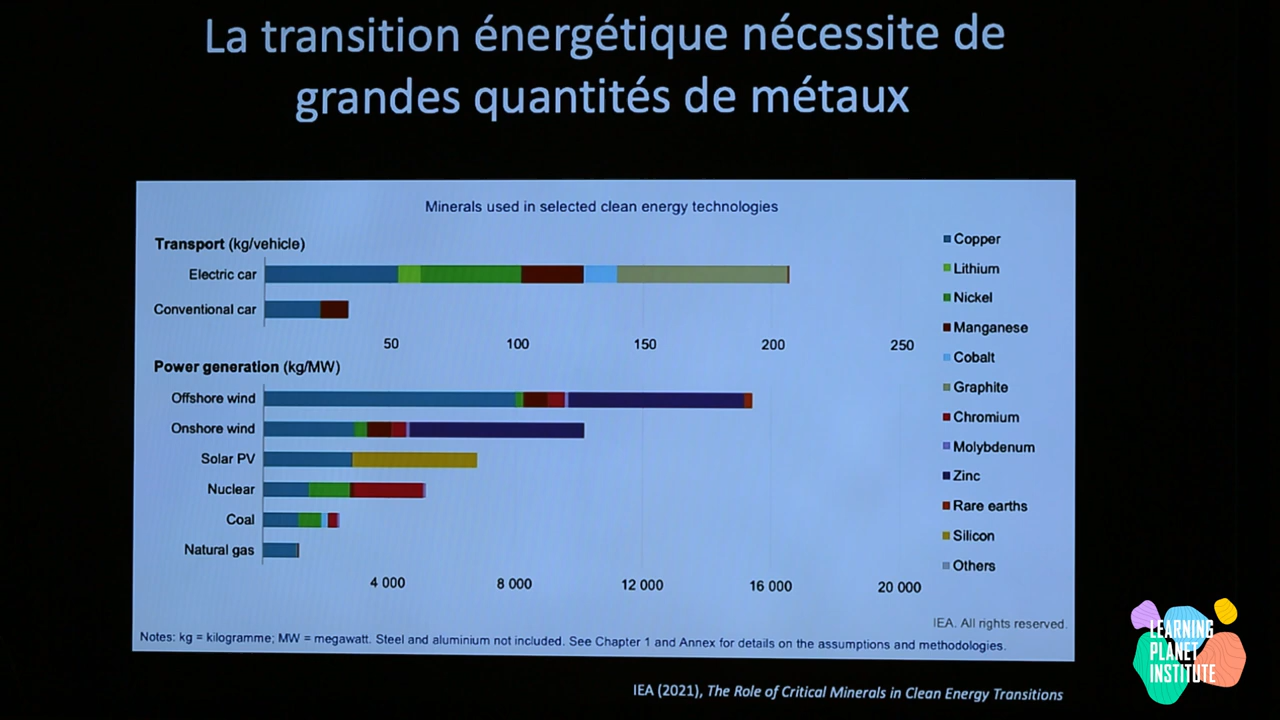 La transition énergétique nécessite de
grandes quantités de métaux
Minerals used in selected clean energy technologies
Transport (kg/vehicle)
Electric car
Conventional car
50 100 150 200 250
Power generation (kg/MW)
Offshore wind
Onshore wind
Solar PV
Nuclear
Coal
Natural gas
4 000 8 000 12 000 16 000 20 000
Copper
Lithium
Nickel
Manganese
Cobalt
Graphite
Chromium
Molybdenum
Zinc
Rare earths
Silicon
Others
IEA. All rights reserved.
Notes: kg = kilogramme; MW = megawatt. Steel and aluminium not included. See Chapter 1 and Annex for details on the assumptions and methodologies.
IEA (2021), The Role of Critical Minerals in Clean Energy Transitions
LEARNING
PLANET
INSTITUTE